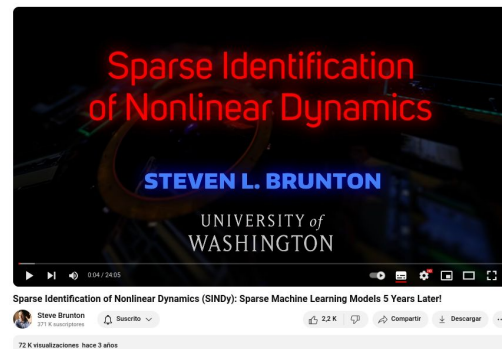 Sparse Identification
of Nonlinear Dynamics
STEVEN L. BRUNTON
UNIVERSITY of
WASHINGTON
0:04 / 24:05
Sparse Identification of Nonlinear Dynamics (SINDy): Sparse Machine Learning Models 5 Years Later!
Steve Brunton
371 K suscriptores
Suscrito
2,2 K
Compartir
Descargar
72 K visualizaciones hace 3 años